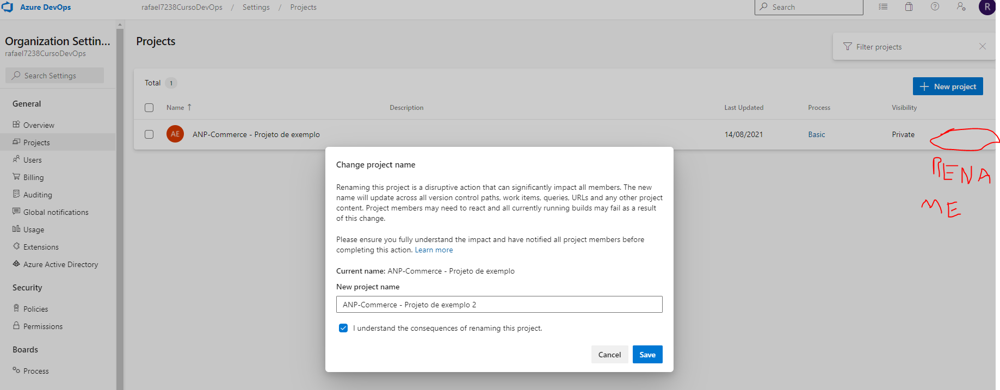 Azure DevOps
rafael7238CursoDevOps / Settings / Projects
Search
R
Organization Settin...
rafael7238CursoDevOps
Search Settings
General
Overview
Projects
Users
Billing
Auditing
Global notifications
Usage
Extensions
Azure Active Directory
Security
Policies
Permissions
Boards
Process
Projects
Filter projects
Total 1
New project
Name ↑ Description Last Updated Process Visibility
AE ANP-Commerce - Projeto de exemplo 14/08/2021 Basic Private
RENA
ME
Change project name
Renaming this project is a disruptive action that can significantly impact all members. The new
name will update across all version control paths, work items, queries, URLs and any other project
content. Project members may need to react and all currently running builds may fail as a result
of this change.
Please ensure you fully understand the impact and have notified all project members before
completing this action. Learn more
Current name: ANP-Commerce - Projeto de exemplo
New project name
ANP-Commerce - Projeto de exemplo 2
I understand the consequences of renaming this project.
Cancel Save